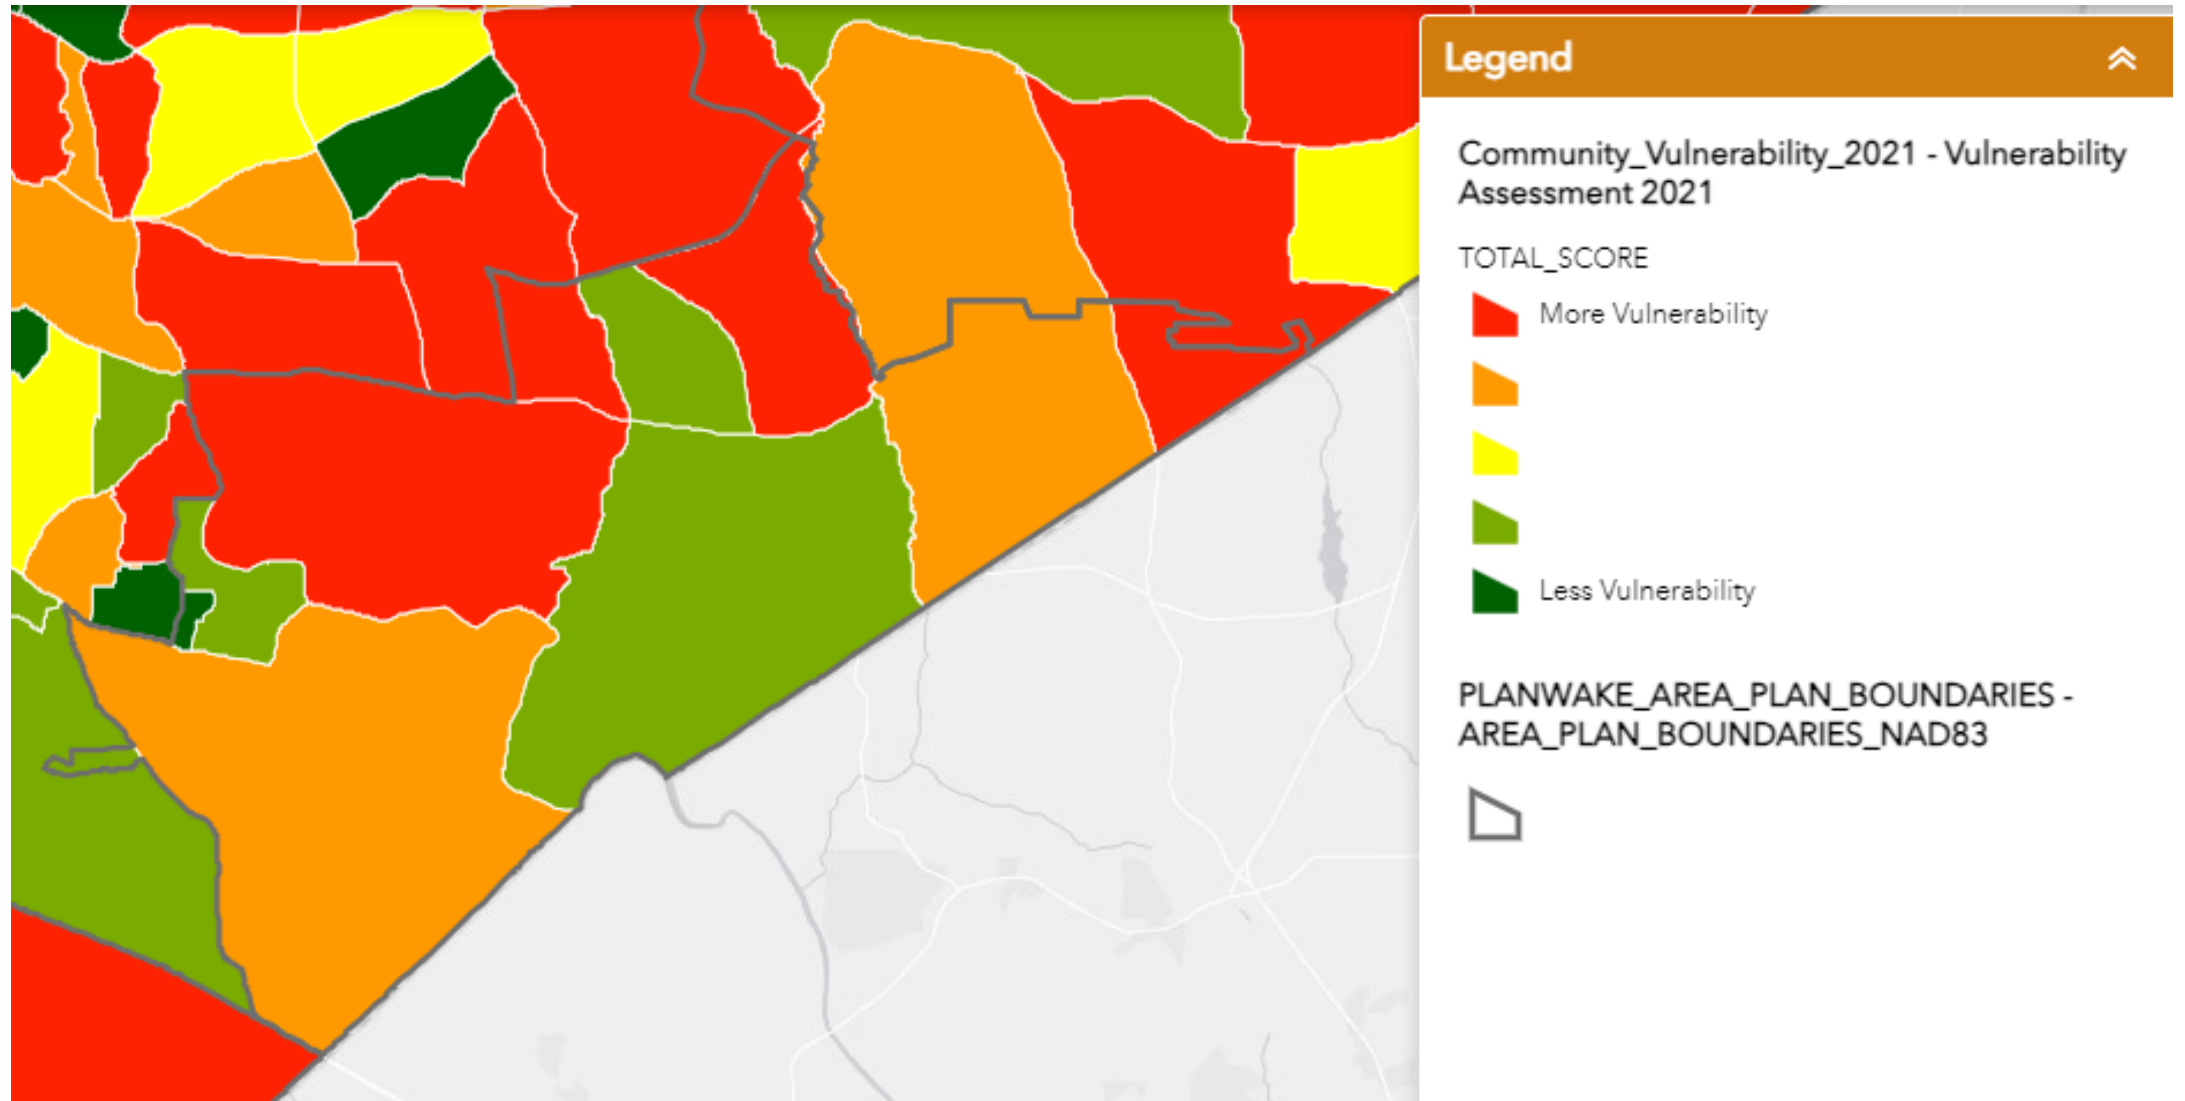 Legend
Community_Vulnerability_2021 - Vulnerability
Assessment 2021
TOTAL_SCORE
More Vulnerability
Less Vulnerability
PLANWAKE_AREA_PLAN_BOUNDARIES -
AREA_PLAN_BOUNDARIES_NAD83